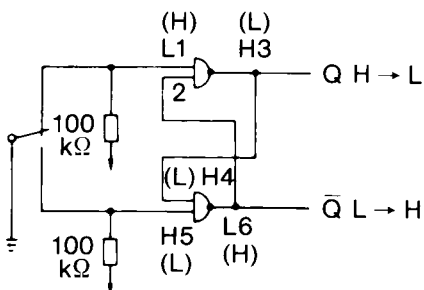 (H)
L1
(L)
H3
2
Q H → L
100
kΩ
(L) H4
Q̅ L → H
H5
(L)
L6
(H)
100
kΩ